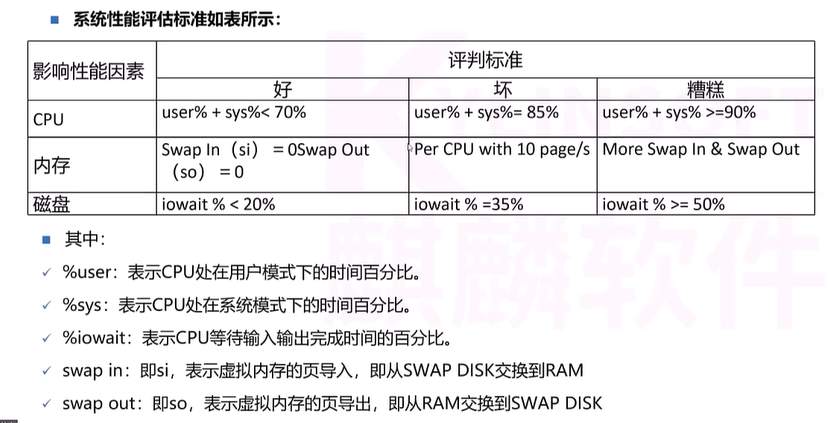 系统性能评估标准如表所示：
影响性能因素
评判标准
好 坏 糟糕
CPU user% + sys%< 70% user% + sys%= 85% user% + sys% >=90%
内存 Swap In（si）=0Swap Out Per CPU with 10 page/s More Swap In & Swap Out
（so）=0
磁盘 iowait % < 20% iowait % =35% iowait % >= 50%
其中：
%user：表示CPU处在用户模式下的时间百分比。
%sys：表示CPU处在系统模式下的时间百分比。
%iowait：表示CPU等待输入输出完成时间的百分比。
swap in：即si，表示虚拟内存的页导入，即从SWAP DISK交换到RAM
swap out：即so，表示虚拟内存的页导出，即从RAM交换到SWAP DISK
麒麟软件